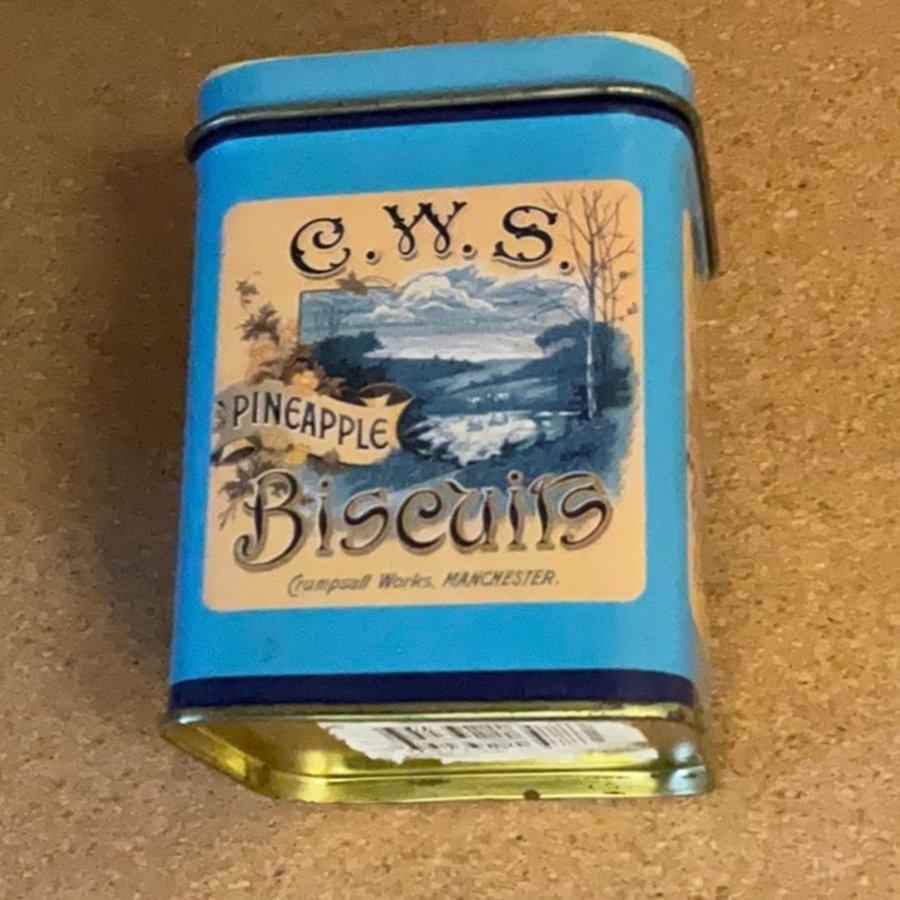 C.W.S.
PINEAPPLE
Biscuits
Crumpsall Works, MANCHESTER.